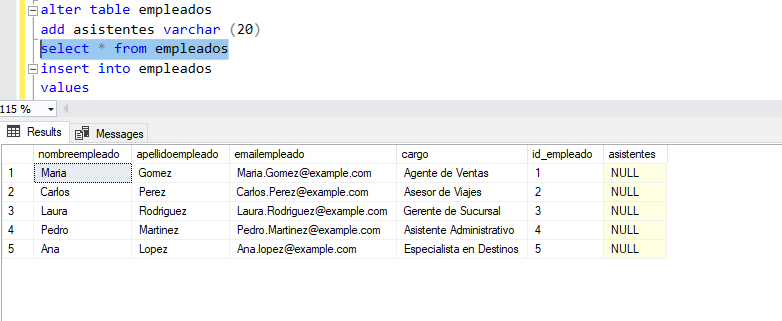 alter table empleados
add asistentes varchar (20)
select * from empleados
insert into empleados
values
115 %
Results Messages
nombreempleado apellidoempleado emailempleado cargo id_empleado asistentes
1 Maria Gomez Maria.Gomez@example.com Agente de Ventas 1 NULL
2 Carlos Perez Carlos.Perez@example.com Asesor de Viajes 2 NULL
3 Laura Rodriguez Laura.Rodriguez@example.com Gerente de Sucursal 3 NULL
4 Pedro Martinez Pedro.Martinez@example.com Asistente Administrativo 4 NULL
5 Ana Lopez Ana.lopez@example.com Especialista en Destinos 5 NULL